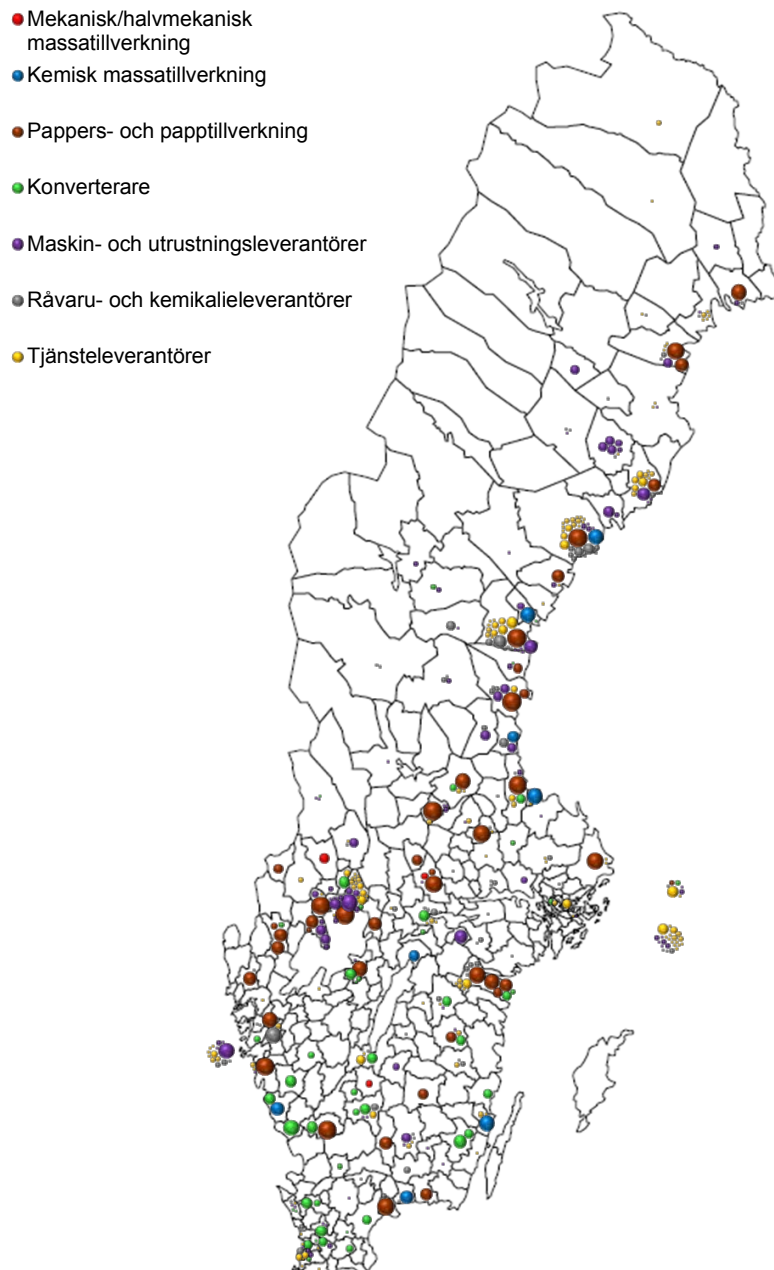 Mekanisk/halvmekanisk
massatillverkning
Kemisk massatillverkning
Pappers- och papptillverkning
Konverterare
Maskin- och utrustningsleverantörer
Råvaru- och kemikalieleverantörer
Tjänsteleverantörer